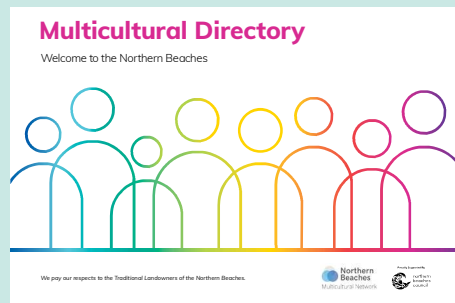 Multicultural Directory
Welcome to the Northern Beaches
We pay our respects to the Traditional Landowners of the Northern Beaches.
Northern
Beaches
Multicultural Network
northern
beaches
council